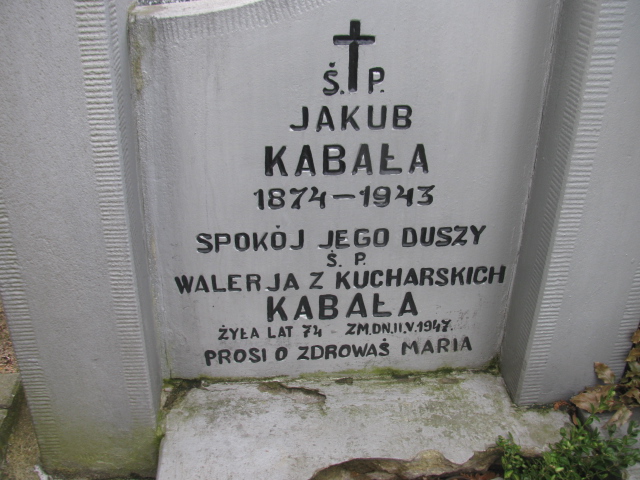 Ś. P.
JAKUB
KABAŁA
1874-1943
SPOKÓJ JEGO DUSZY
Ś. P.
WALERJA Z KUCHARSKICH
KABAŁA
ŻYŁA LAT 74 - ZM.DN.II.V.1947.
PROSI O ZDROWAŚ MARIA